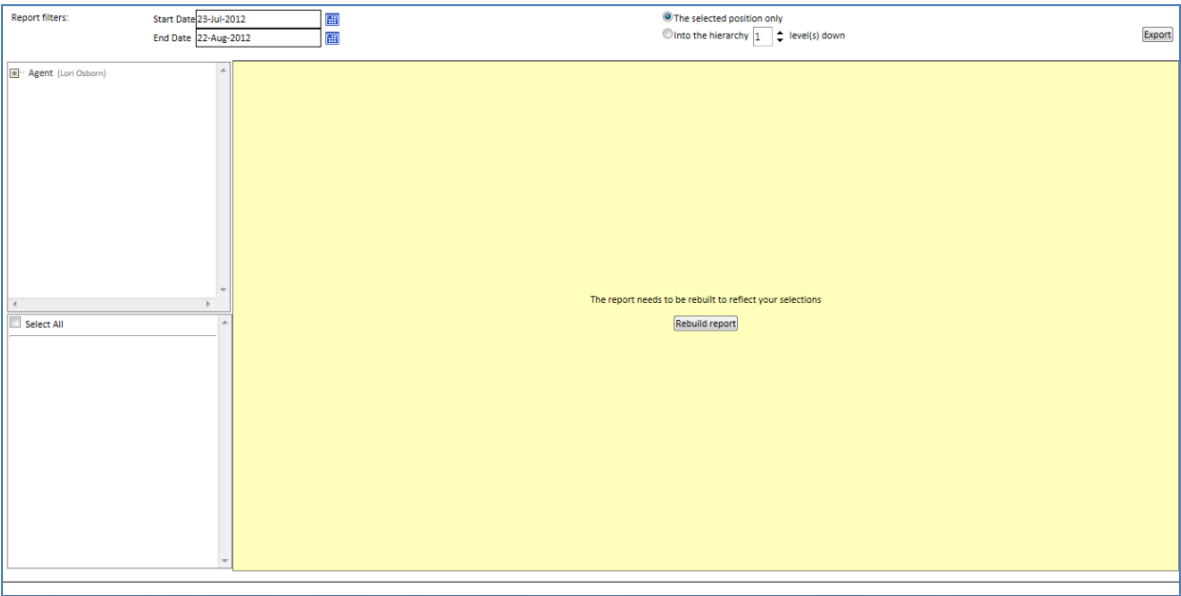 Report filters:
Start Date 23-Jul-2012
End Date 22-Aug-2012
The selected position only
Into the hierarchy 1 level(s) down
Export
Agent (Lori Osborn)
Select All
The report needs to be rebuilt to reflect your selections
Rebuild report